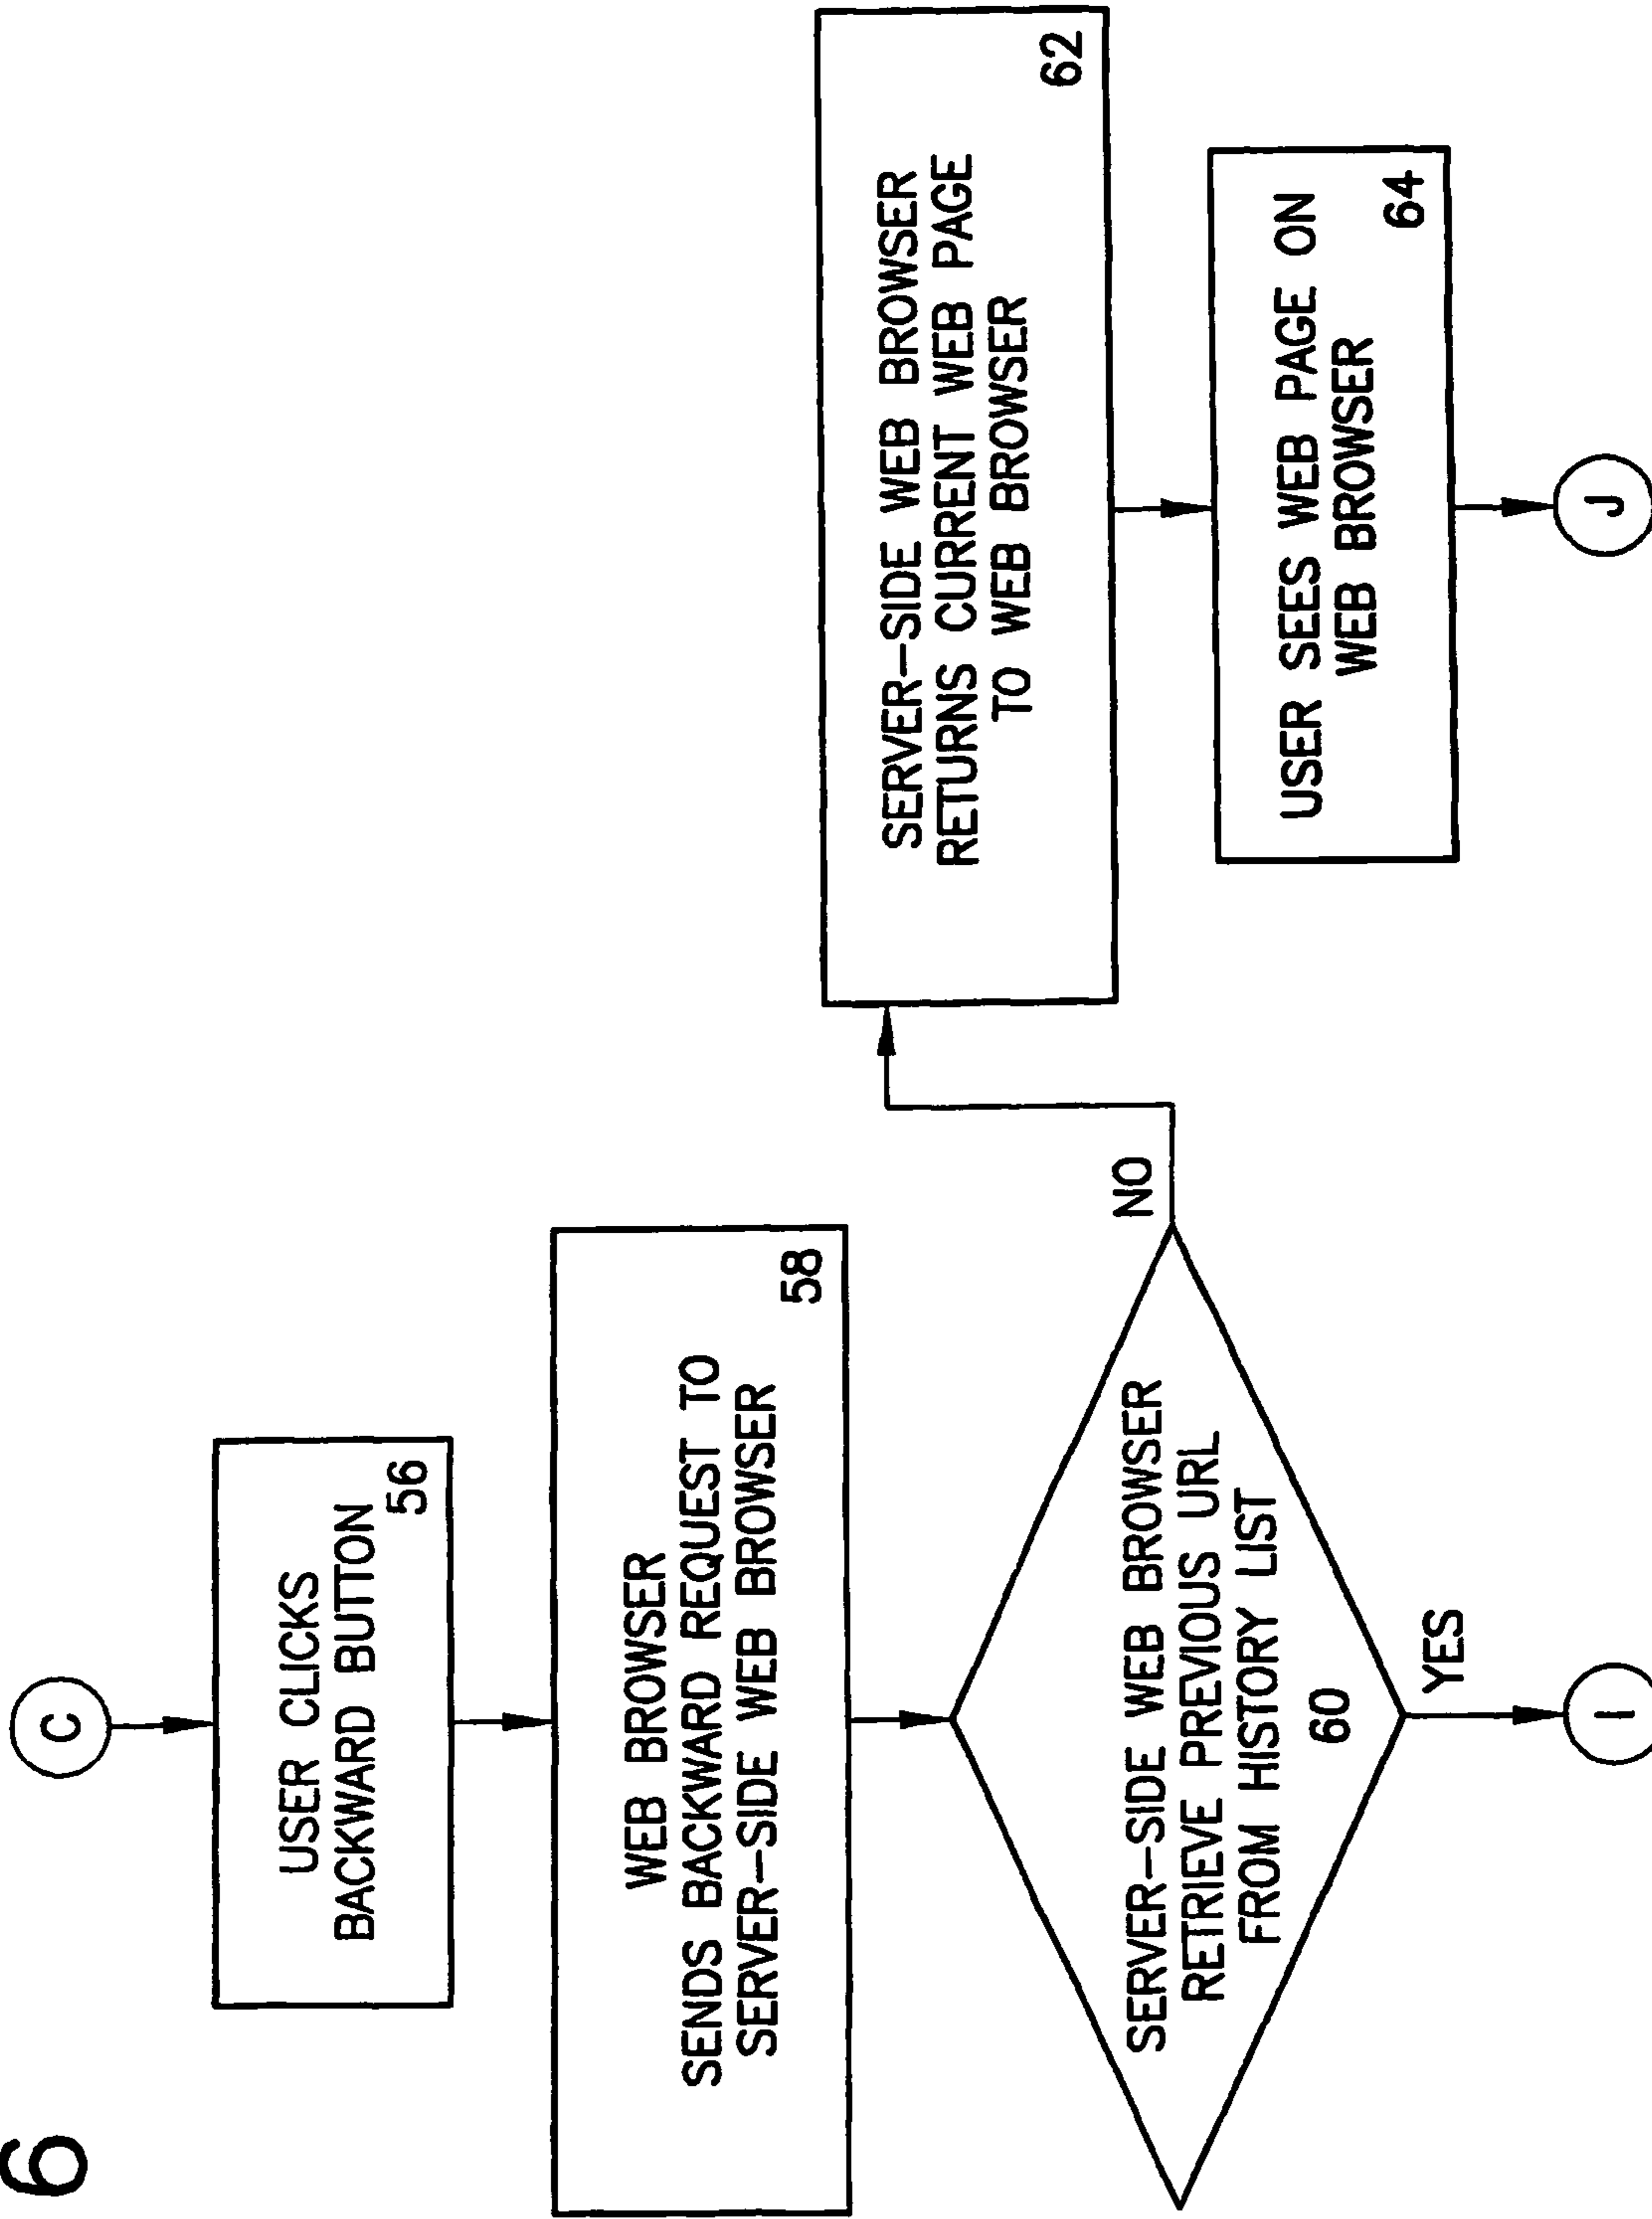 6
C
USER CLICKS
BACKWARD BUTTON
56
WEB BROWSER
SENDS BACKWARD REQUEST TO
SERVER-SIDE WEB BROWSER
58
SERVER-SIDE WEB BROWSER
RETRIEVE PREVIOUS URL
FROM HISTORY LIST
60
NO
YES
I
SERVER-SIDE WEB BROWSER
RETURNS CURRENT WEB PAGE
TO WEB BROWSER
62
USER SEES WEB PAGE ON
WEB BROWSER
64
J